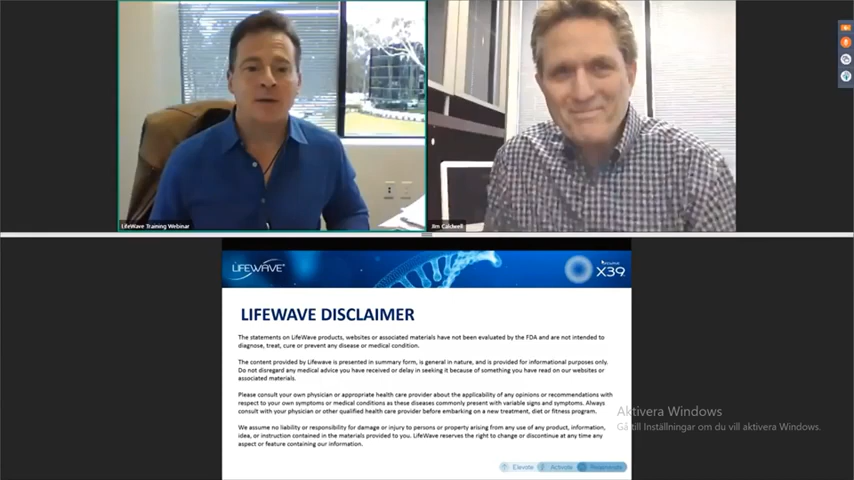 LifeWave Training Webinar
Jim Caldwell
LIFEWAVE
X39
LIFEWAVE DISCLAIMER
The statements on LifeWave products, websites or associated materials have not been evaluated by the FDA and are not intended to
diagnose, treat, cure or prevent any disease or medical condition.
The content provided by Lifewave is presented in summary form, is general in nature, and is provided for informational purposes only.
Do not disregard any medical advice you have received or delay in seeking it because of something you have read on our websites or
associated materials.
Please consult your own physician or appropriate health care provider about the applicability of any opinions or recommendations with
respect to your own symptoms or medical conditions as these diseases commonly present with variable signs and symptoms. Always
consult with your physician or other qualified health care provider before embarking on a new treatment, diet or fitness program.
We assume no liability or responsibility for damage or injury to persons or property arising from any use of any product, information,
idea, or instruction contained in the materials provided to you. LifeWave reserves the right to change or discontinue at any time any
aspect or feature containing our information.
Aktivera Windows
Gå till Inställningar om du vill aktivera Windows.
Elevate
Activate